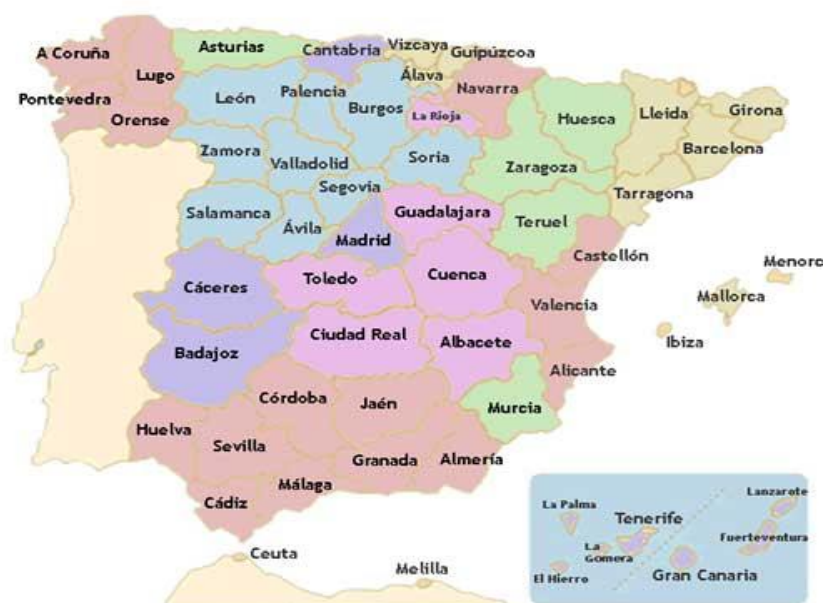 A Coruña
Lugo
Pontevedra
Orense
Asturias
Cantabria
Vizcaya
Guipúzcoa
Álava
Navarra
León
Palencia
Burgos
La Rioja
Huesca
Lleida
Girona
Barcelona
Zamora
Valladolid
Soria
Zaragoza
Tarragona
Segovia
Salamanca
Ávila
Guadalajara
Teruel
Madrid
Castellón
Menorc
Cáceres
Toledo
Cuenca
Mallorca
Valencia
Badajoz
Ciudad Real
Albacete
Ibiza
Alicante
Córdoba
Jaén
Murcia
Huelva
Sevilla
Granada
Almería
Cádiz
Málaga
Ceuta
Melilla
La Palma
Tenerife
Lanzarote
La
Gomera
Fuerteventura
El Hierro
Gran Canaria